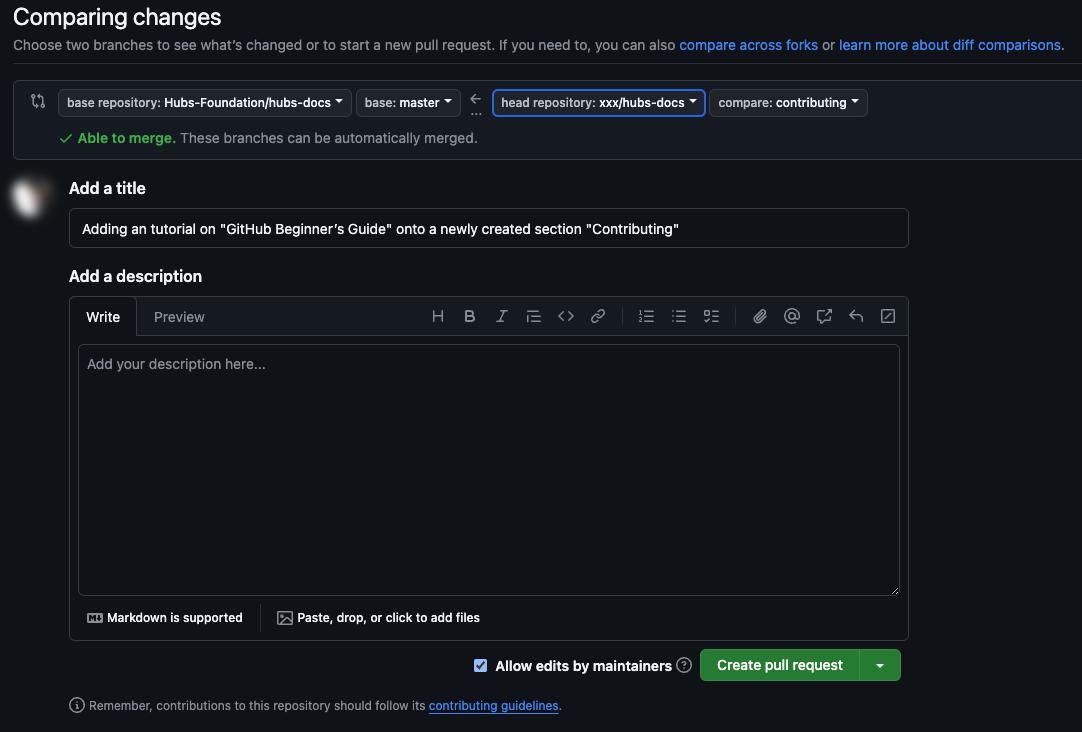 Comparing changes
Choose two branches to see what's changed or to start a new pull request. If you need to, you can also compare across forks or learn more about diff comparisons.
base repository: Hubs-Foundation/hubs-docs base: master ... head repository: xxx/hubs-docs compare: contributing
Able to merge. These branches can be automatically merged.
Add a title
Adding an tutorial on "GitHub Beginner's Guide" onto a newly created section "Contributing"
Add a description
Write Preview
Add your description here...
Markdown is supported Paste, drop, or click to add files
Allow edits by maintainers Create pull request
Remember, contributions to this repository should follow its contributing guidelines.